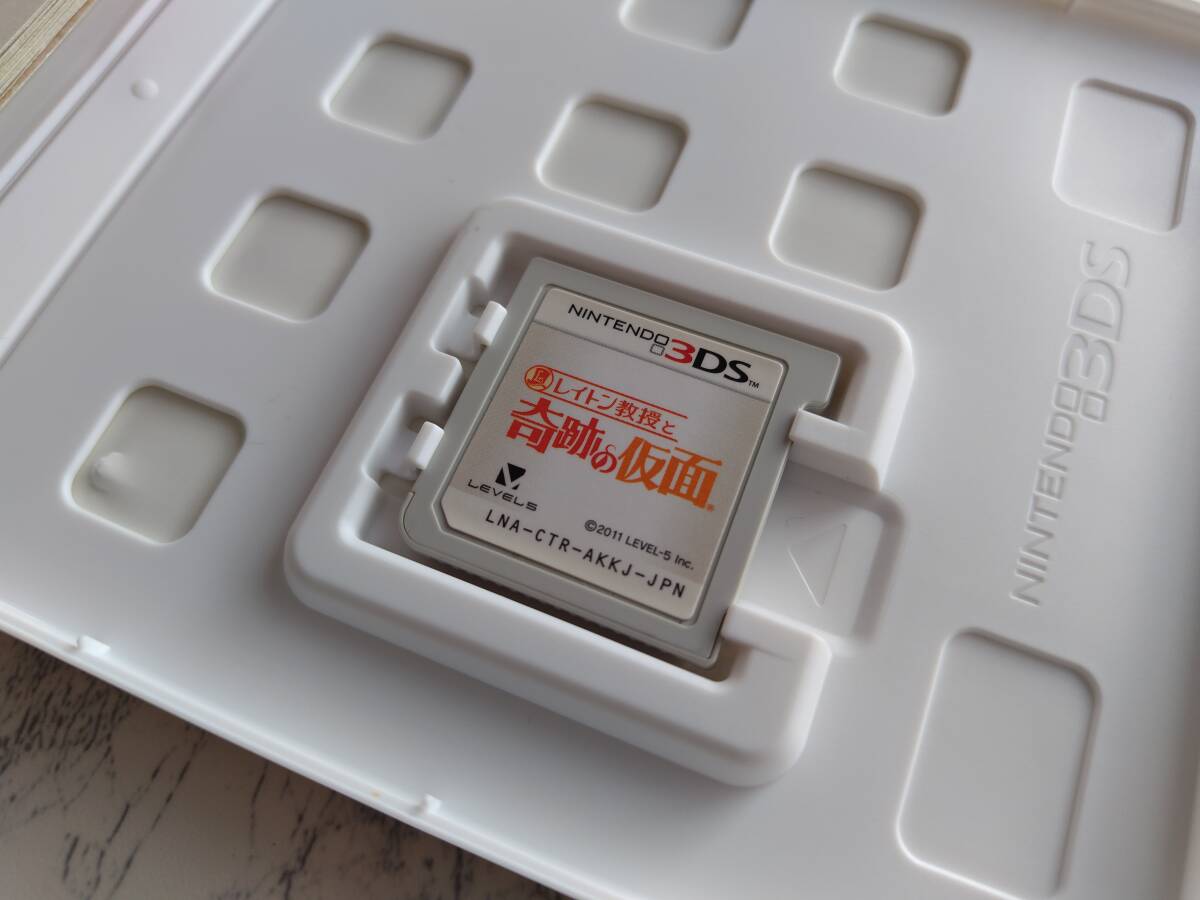 NINTENDO 3DS™
レイトン教授と
奇跡の仮面®
LEVEL5
©2011 LEVEL-5 Inc.
LNA-CTR-AKKJ-JPN
NINTENDO 3DS